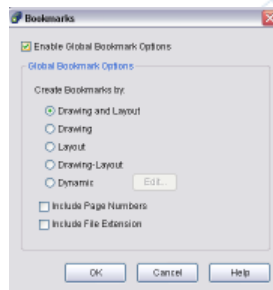 Bookmarks
Enable Global Bookmark Options
Global Bookmark Options
Create Bookmarks by:
Drawing and Layout
Drawing
Layout
Drawing-Layout
Dynamic
Edit...
Include Page Numbers
Include File Extension
OK
Cancel
Help